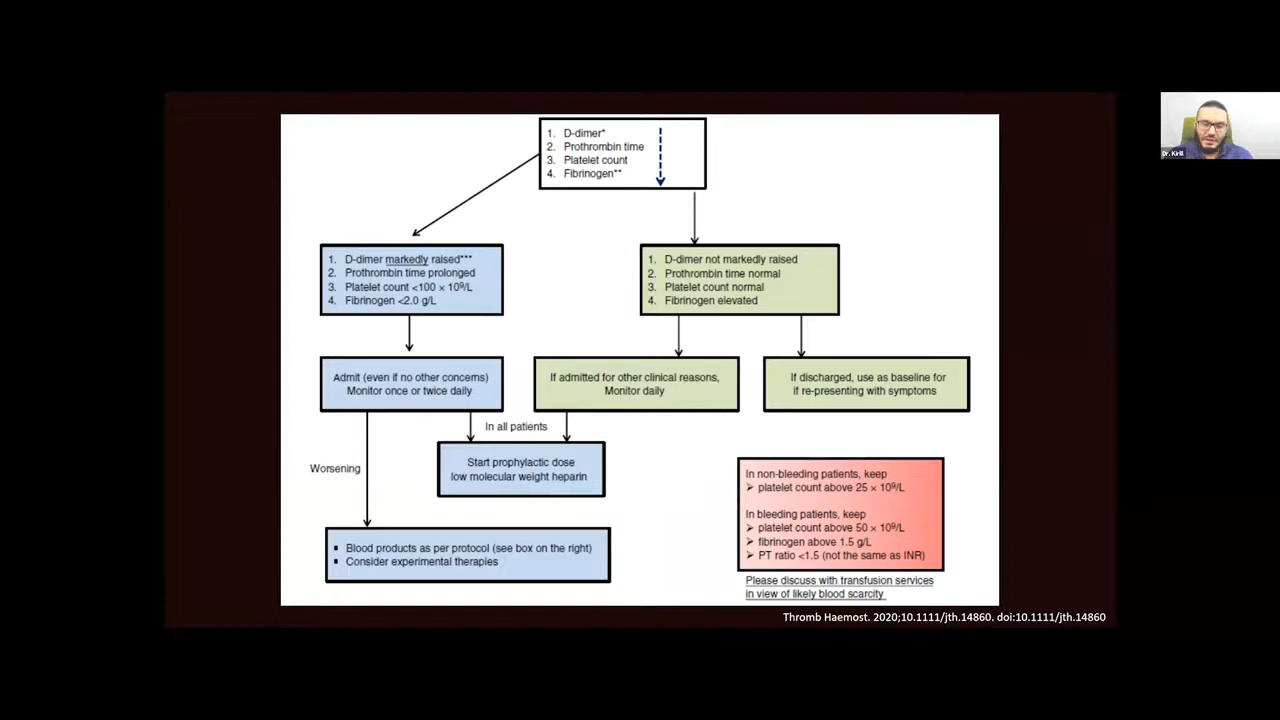 1. D-dimer*
2. Prothrombin time
3. Platelet count
4. Fibrinogen**
1. D-dimer markedly raised***
2. Prothrombin time prolonged
3. Platelet count <100 × 10⁹/L
4. Fibrinogen <2.0 g/L
1. D-dimer not markedly raised
2. Prothrombin time normal
3. Platelet count normal
4. Fibrinogen elevated
Admit (even if no other concerns)
Monitor once or twice daily
If admitted for other clinical reasons,
Monitor daily
If discharged, use as baseline for
if re-presenting with symptoms
In all patients
Start prophylactic dose
low molecular weight heparin
Worsening
▪ Blood products as per protocol (see box on the right)
▪ Consider experimental therapies
In non-bleeding patients, keep
➢ platelet count above 25 × 10⁹/L
In bleeding patients, keep
➢ platelet count above 50 × 10⁹/L
➢ fibrinogen above 1.5 g/L
➢ PT ratio <1.5 (not the same as INR)
Please discuss with transfusion services
in view of likely blood scarcity
Thromb Haemost. 2020;10.1111/jth.14860. doi:10.1111/jth.14860
Dr. Kirill